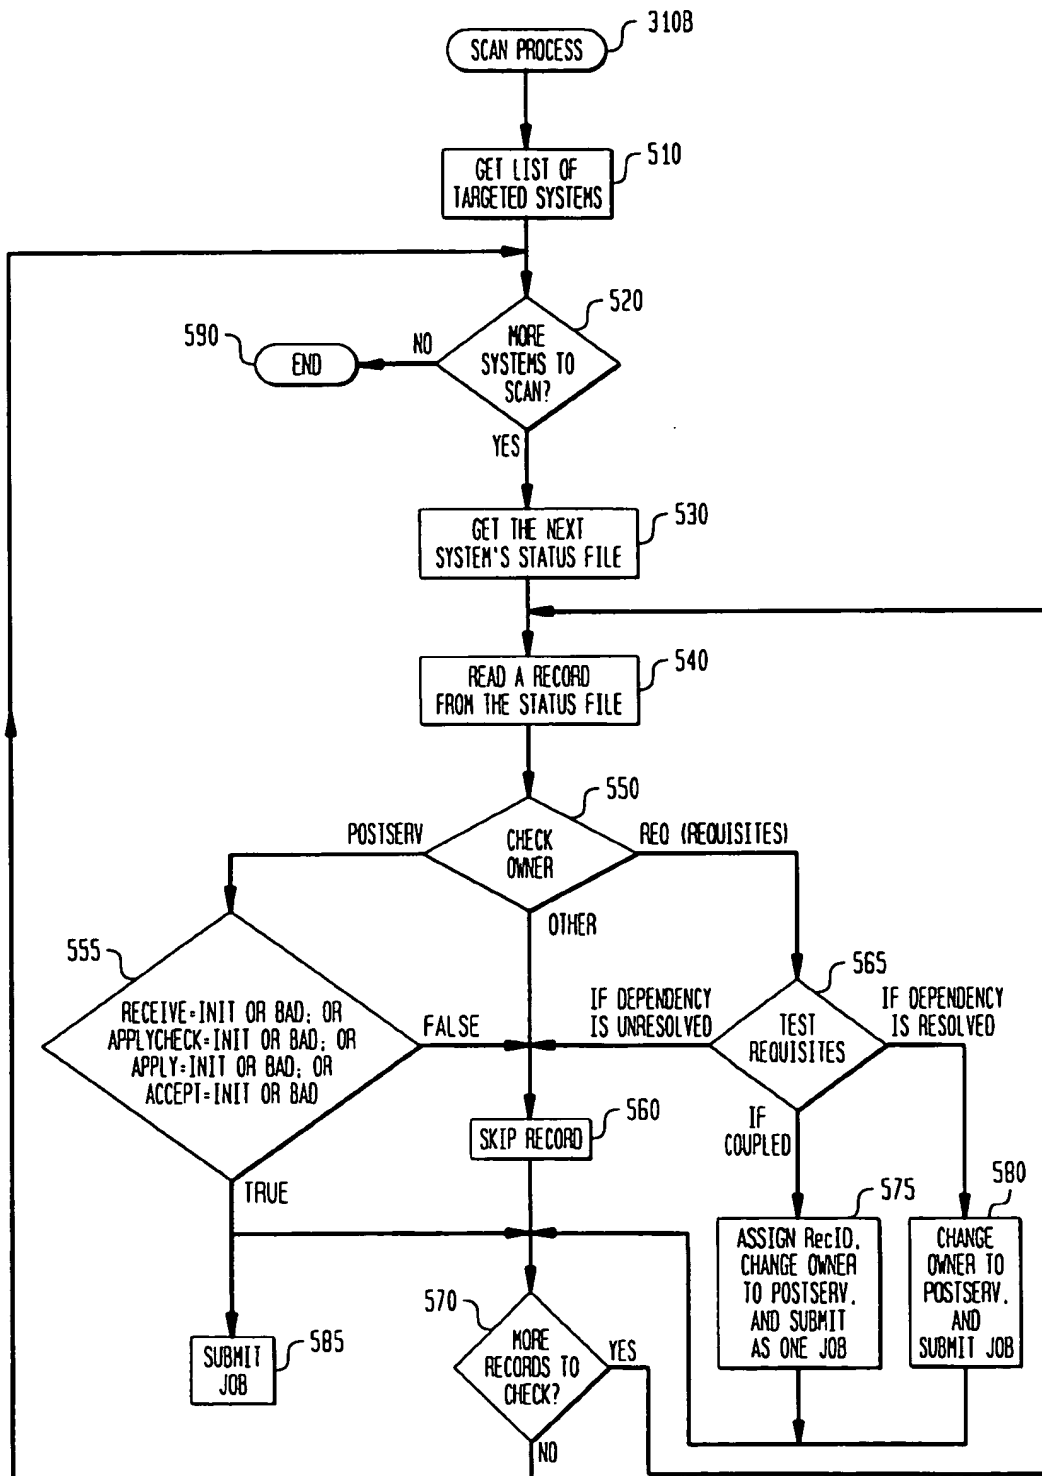 SCAN PROCESS
310B
GET LIST OF
TARGETED SYSTEMS
510
MORE
SYSTEMS TO
SCAN?
520
NO
END
590
YES
GET THE NEXT
SYSTEM'S STATUS FILE
530
READ A RECORD
FROM THE STATUS FILE
540
CHECK
OWNER
550
POSTSERV
REQ (REQUISITES)
OTHER
555
RECEIVE=INIT OR BAD; OR
APPLYCHECK=INIT OR BAD; OR
APPLY=INIT OR BAD; OR
ACCEPT=INIT OR BAD
FALSE
TRUE
IF DEPENDENCY
IS UNRESOLVED
565
TEST
REQUISITES
IF DEPENDENCY
IS RESOLVED
IF
COUPLED
SKIP RECORD
560
575
ASSIGN RecID,
CHANGE OWNER
TO POSTSERV,
AND SUBMIT
AS ONE JOB
580
CHANGE
OWNER TO
POSTSERV,
AND
SUBMIT JOB
SUBMIT
JOB
585
570
MORE
RECORDS TO
CHECK?
YES
NO